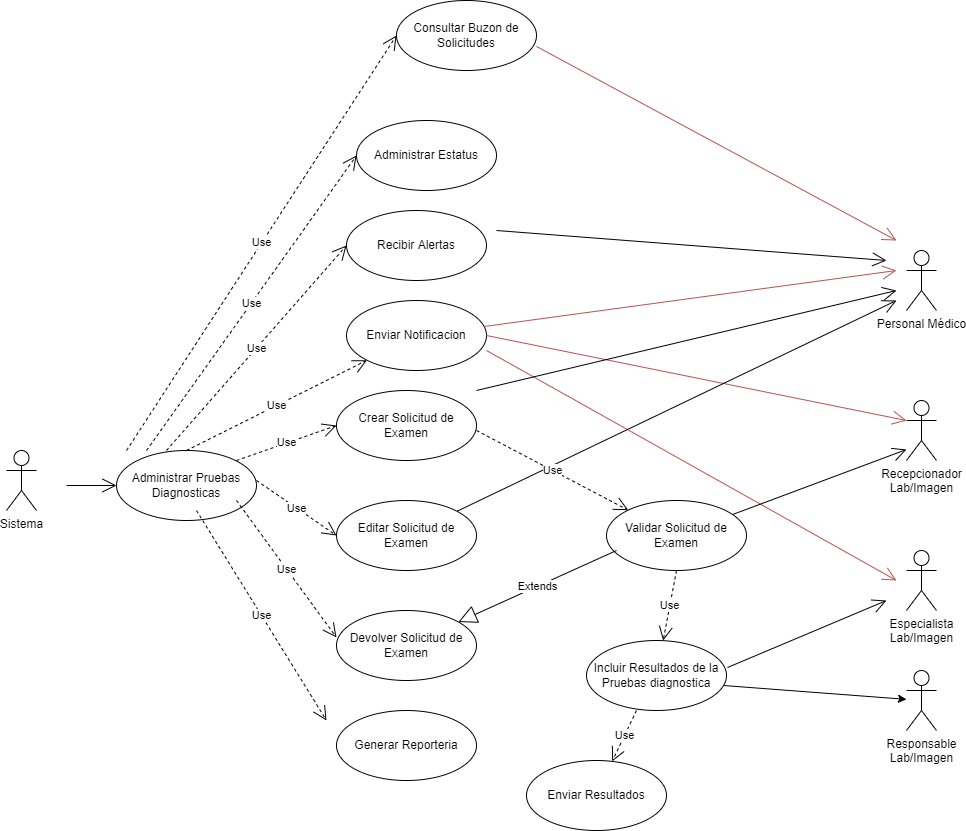 Consultar Buzon de
Solicitudes
Administrar Estatus
Use
Recibir Alertas
Use
Personal Médico
Enviar Notificacion
Use
Use
Crear Solicitud de
Examen
Use
Use
Recepcionador
Lab/Imagen
Administrar Pruebas
Diagnosticas
Sistema
Use
Editar Solicitud de
Examen
Validar Solicitud de
Examen
Use
Extends
Use
Use
Devolver Solicitud de
Examen
Especialista
Lab/Imagen
Incluir Resultados de la
Pruebas diagnostica
Use
Generar Reporteria
Responsable
Lab/Imagen
Enviar Resultados